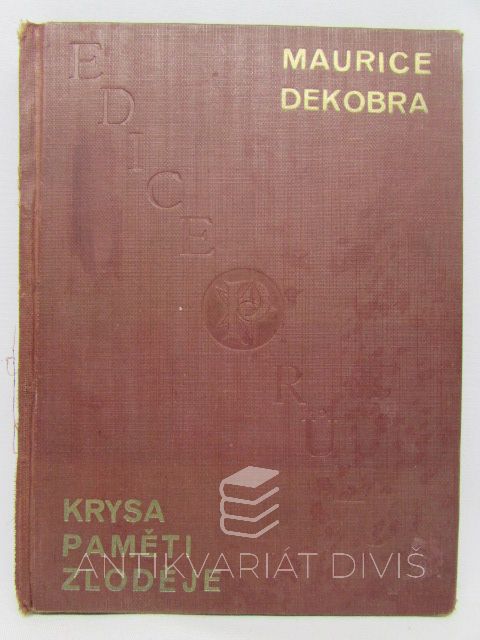 MAURICE
DEKOBRA
EDICE
P
RŮ
KRYSA
PAMĚTI
ZLODĚJE
ANTIKVARIÁT DIVIŠ